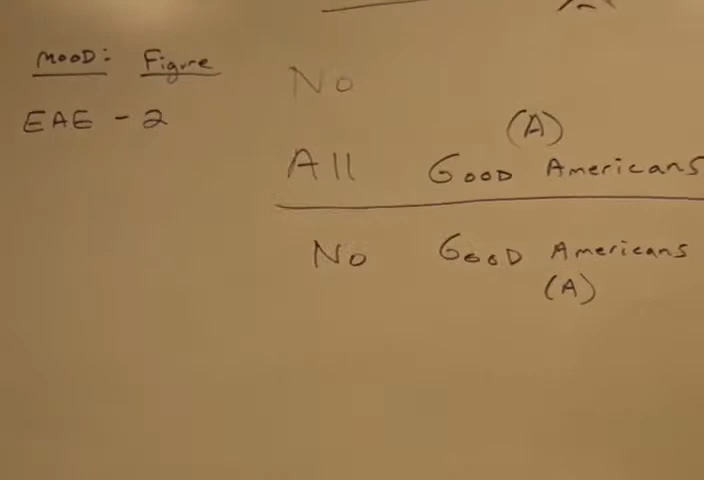 MOOD: Figure
No
EAE - 2
(A)
All Good Americans
No Good Americans
(A)